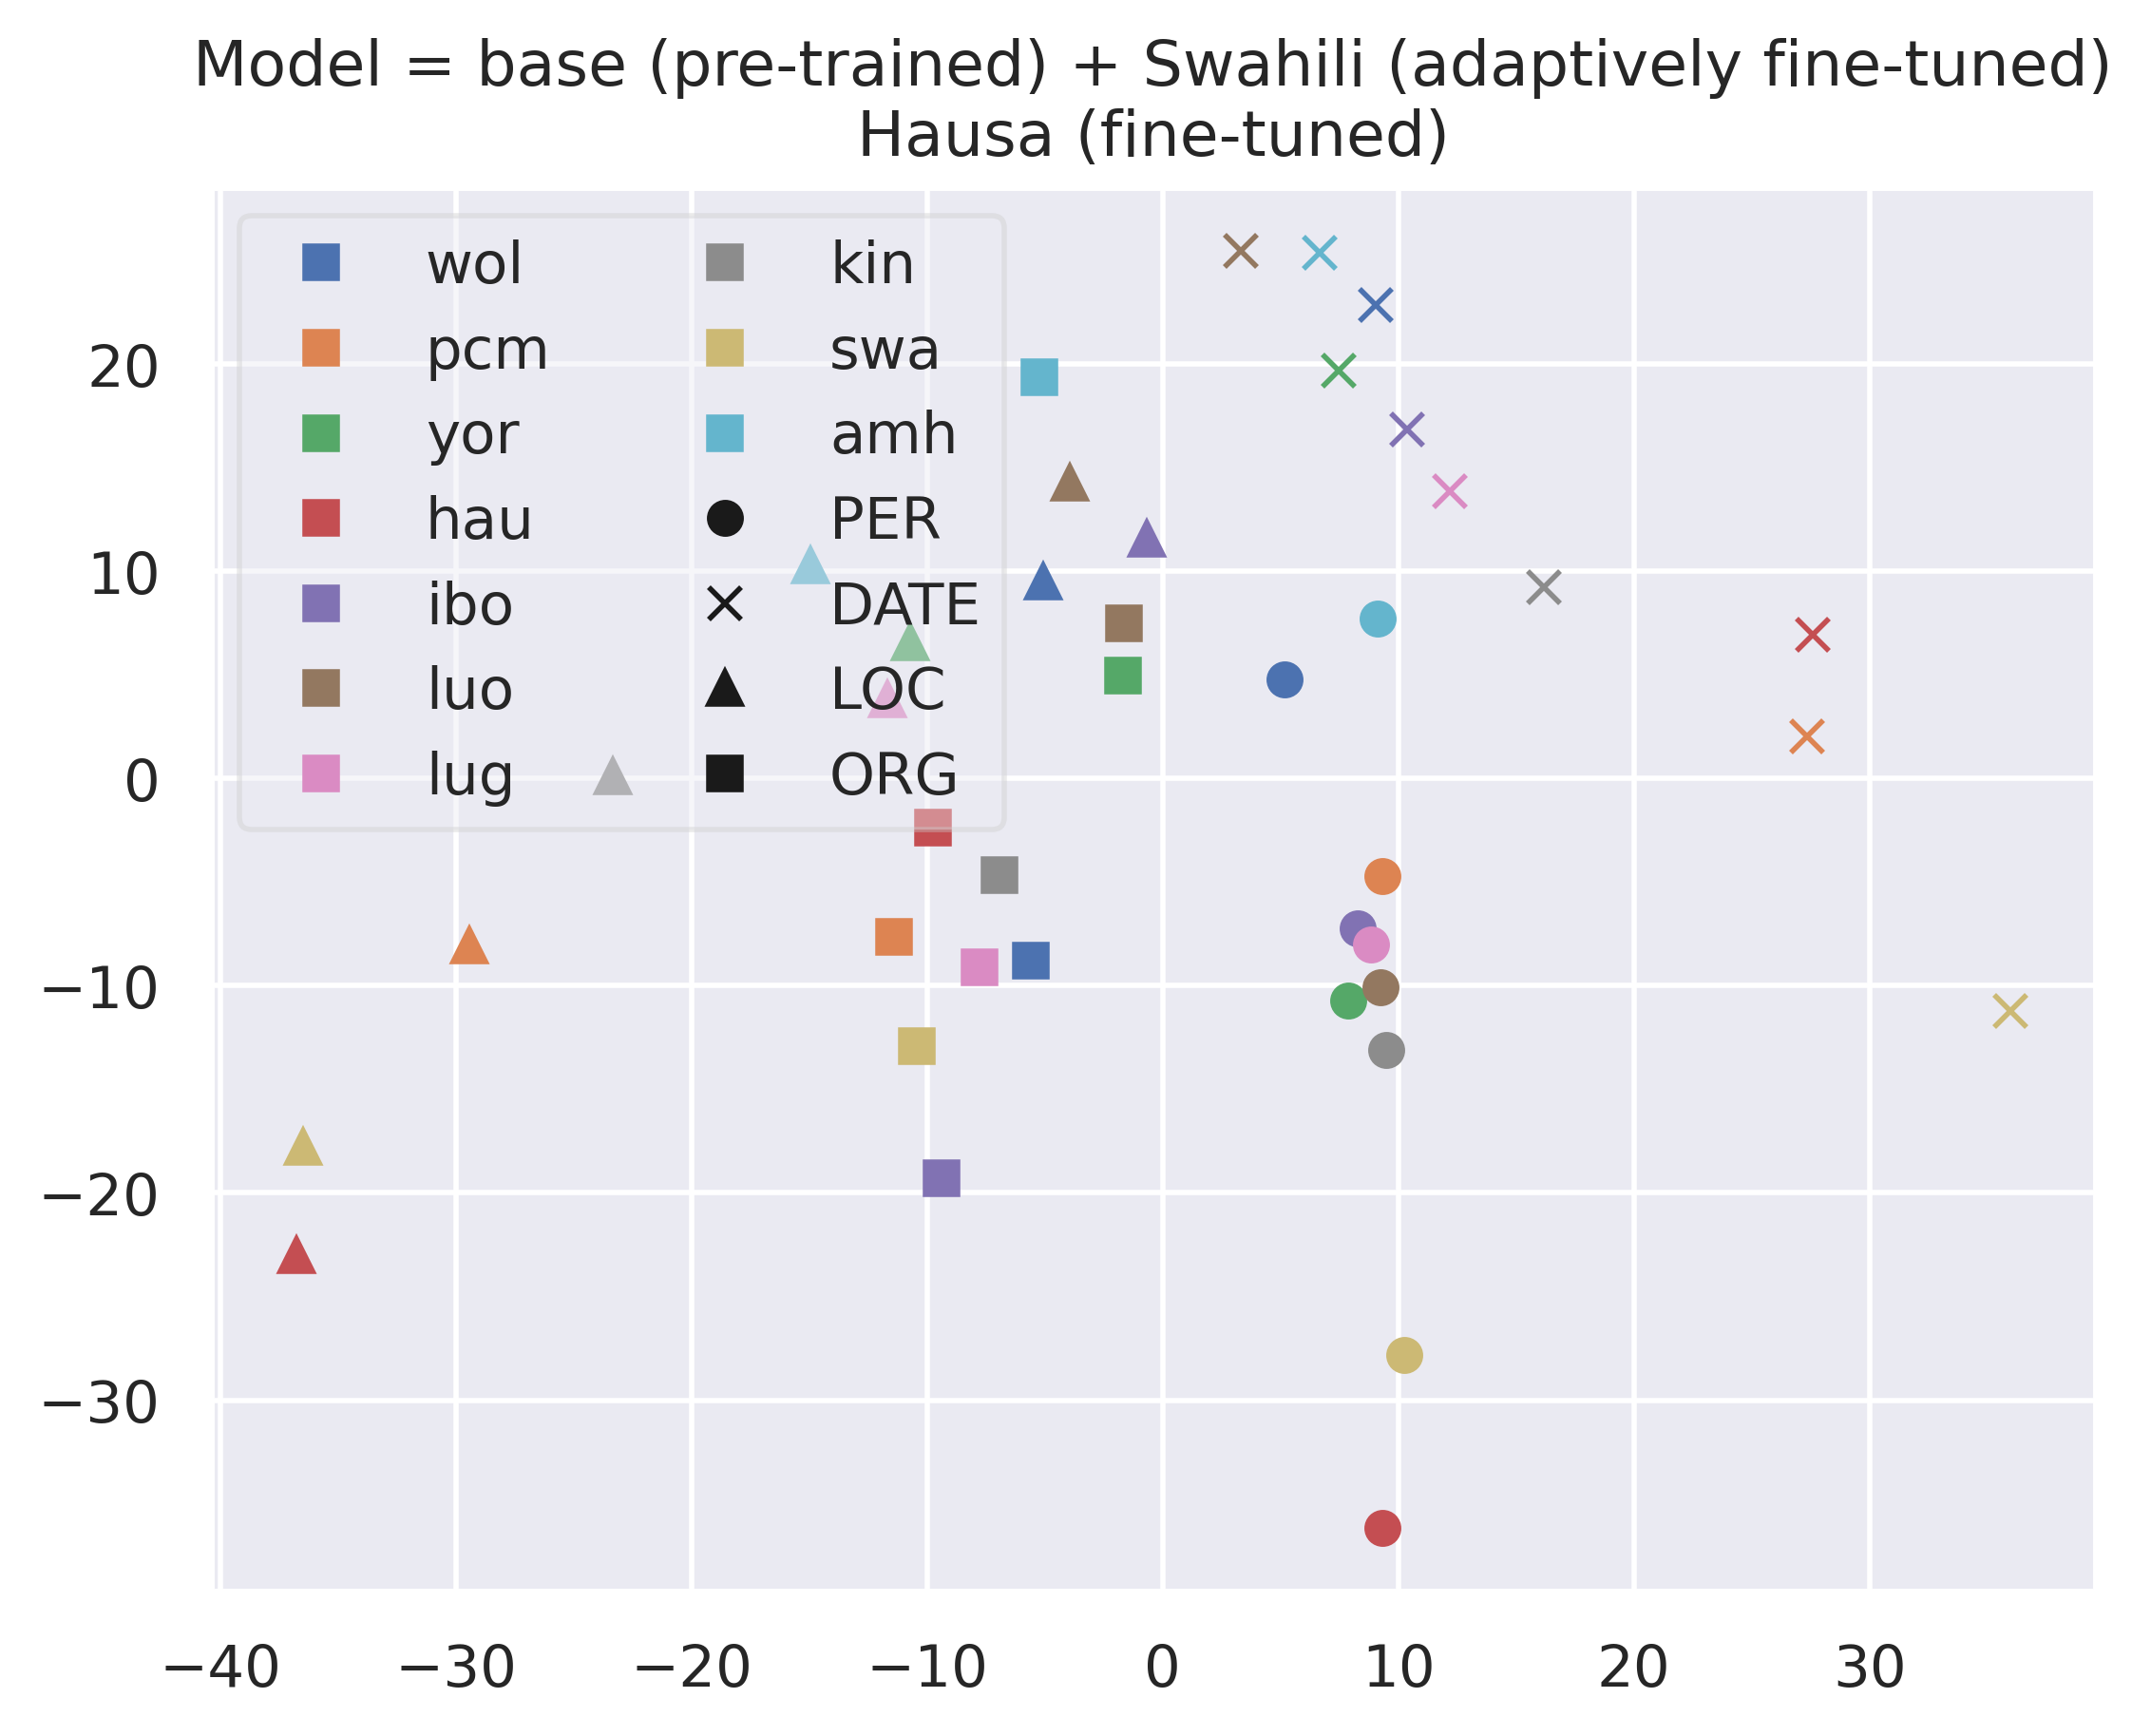 Model = base (pre-trained) + Swahili (adaptively fine-tuned)
Hausa (fine-tuned)
wol
pcm
yor
hau
ibo
luo
lug
kin
swa
amh
PER
DATE
LOC
ORG
20
10
0
−10
−20
−30
−40
−30
−20
−10
0
10
20
30